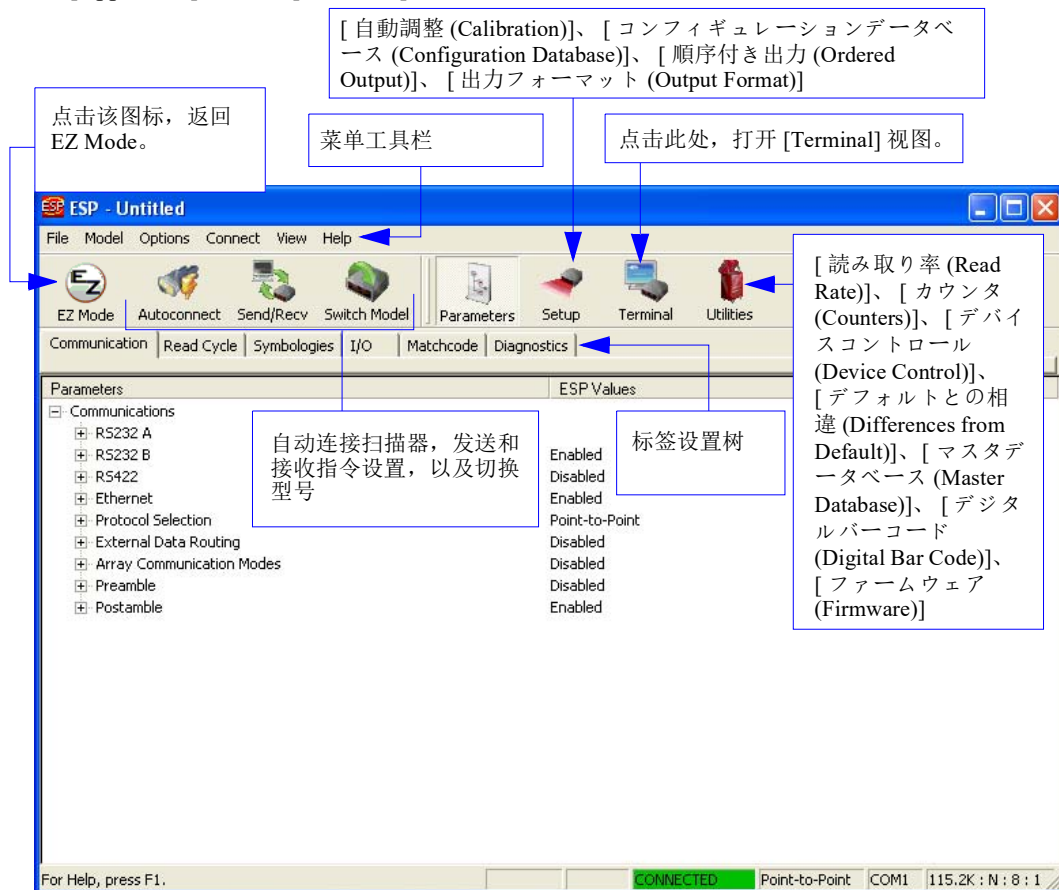 [ 自動調整 (Calibration)]、 [ コンフィギュレーションデータベ
ース (Configuration Database)]、 [ 順序付き出力 (Ordered
Output)]、 [ 出力フォーマット (Output Format)]
点击该图标，返回
EZ Mode。
菜单工具栏
点击此处，打开 [Terminal] 视图。
ESP - Untitled
File Model Options Connect View Help
EZ
EZ Mode Autoconnect Send/Recv Switch Model Parameters Setup Terminal Utilities
[ 読み取り率 (Read
Rate)]、 [ カウンタ
(Counters)]、 [ デバイ
スコントロール
(Device Control)]、
[ デフォルトとの相
違 (Differences from
Default)]、 [ マスタデ
ータベース (Master
Database)]、 [ デジタ
ルバーコード
(Digital Bar Code)]、
[ ファームウェア
(Firmware)]
Communication Read Cycle Symbologies I/O Matchcode Diagnostics
Parameters ESP Values
Communications
RS232 A
RS232 B Enabled
RS422 Disabled
Ethernet Enabled
Protocol Selection Point-to-Point
External Data Routing Disabled
Array Communication Modes Disabled
Preamble Disabled
Postamble Enabled
自动连接扫描器，发送和
接收指令设置，以及切换
型号
标签设置树
For Help, press F1. CONNECTED Point-to-Point COM1 115.2K : N : 8 : 1